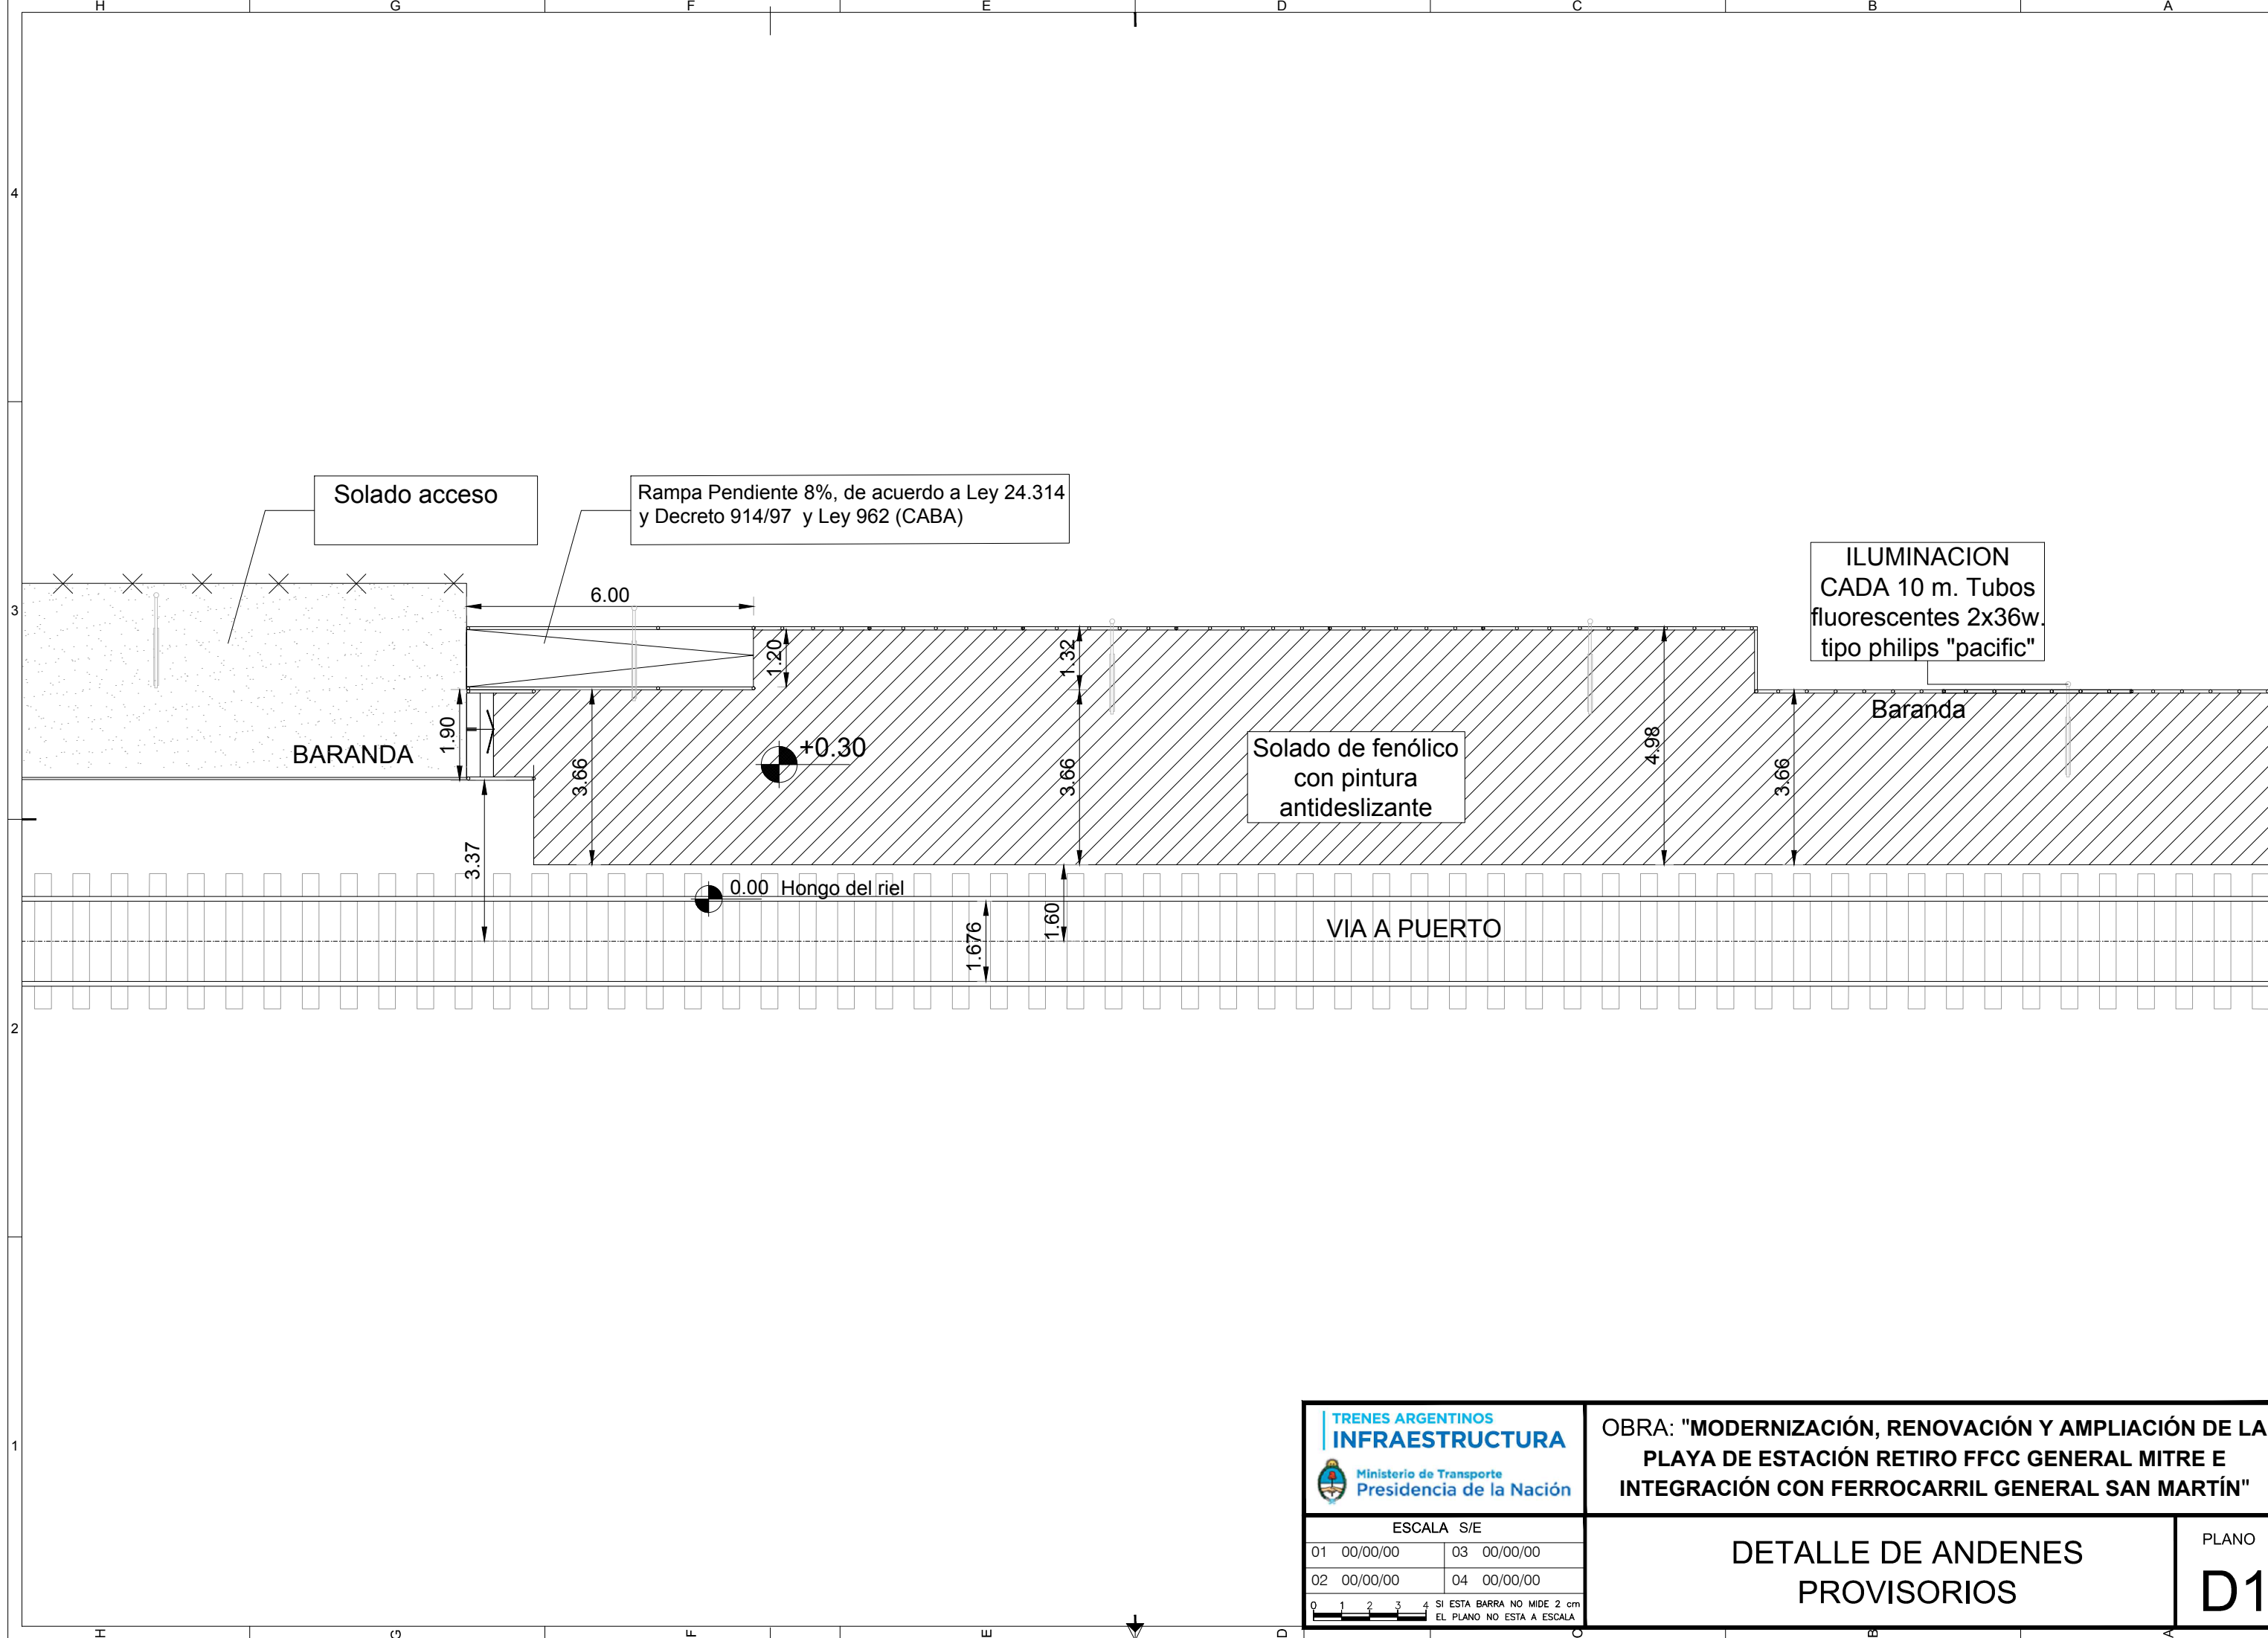 H G F E D C B A
4
Solado acceso
Rampa Pendiente 8%, de acuerdo a Ley 24.314
y Decreto 914/97 y Ley 962 (CABA)
ILUMINACION
CADA 10 m. Tubos
fluorescentes 2x36w.
tipo philips "pacific"
3
6.00
1.20
1.32
1.90
BARANDA
3.66
+0.30
3.66
Solado de fenólico
con pintura
antideslizante
4.98
3.66
Baranda
3.37
0.00 Hongo del riel
1.676
1.60
VIA A PUERTO
2
1
TRENES ARGENTINOS
INFRAESTRUCTURA
Ministerio de Transporte
Presidencia de la Nación
OBRA: "MODERNIZACIÓN, RENOVACIÓN Y AMPLIACIÓN DE LA
PLAYA DE ESTACIÓN RETIRO FFCC GENERAL MITRE E
INTEGRACIÓN CON FERROCARRIL GENERAL SAN MARTÍN"
ESCALA S/E
01 00/00/00 03 00/00/00
02 00/00/00 04 00/00/00
0 1 2 3 4 SI ESTA BARRA NO MIDE 2 cm
EL PLANO NO ESTA A ESCALA
DETALLE DE ANDENES
PROVISORIOS
PLANO
D1
H G F E D C B A